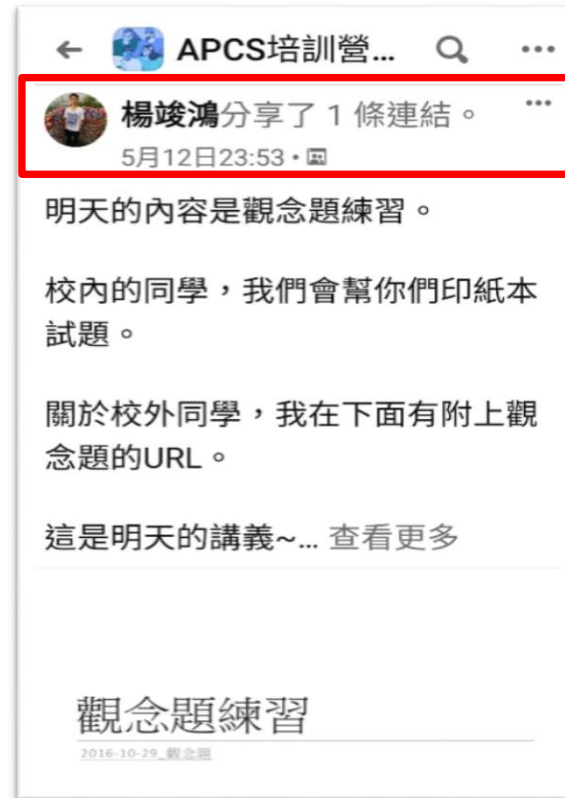 ← APCS培訓營...
楊竣鴻分享了 1 條連結。
5月12日23:53 •
明天的內容是觀念題練習。
校內的同學，我們會幫你們印紙本
試題。
關於校外同學，我在下面有附上觀
念題的URL。
這是明天的講義~... 查看更多
觀念題練習
2016-10-29_觀念題